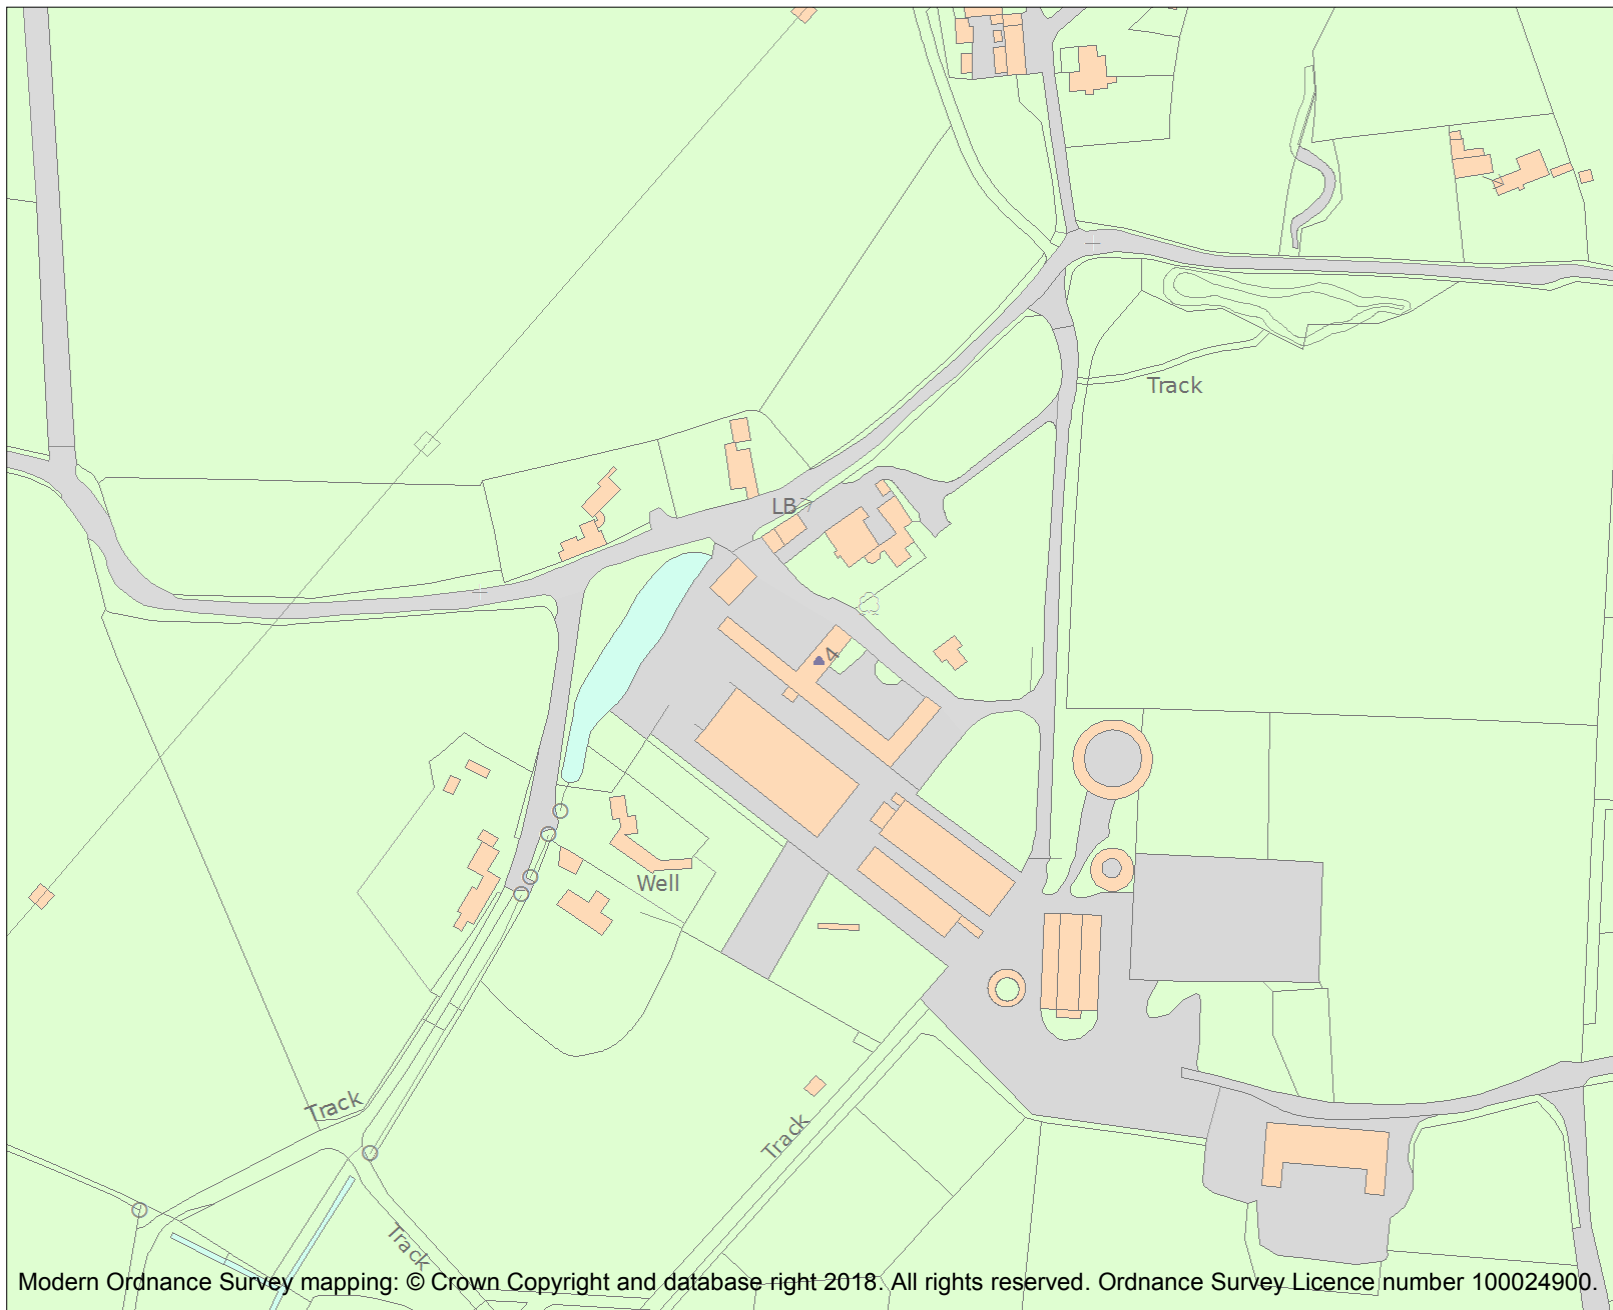 Track
LB
4
Well
Track
Track
Track
Modern Ordnance Survey mapping: © Crown Copyright and database right 2018. All rights reserved. Ordnance Survey Licence number 100024900.